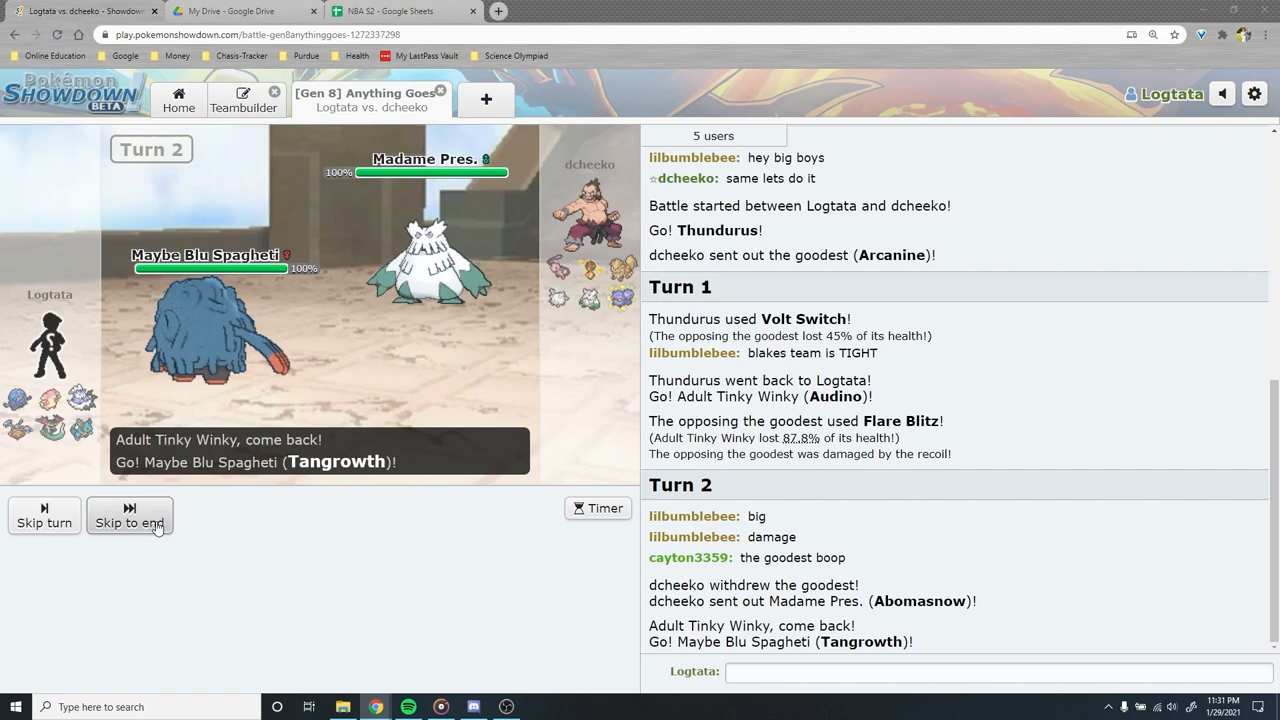 Logtata vs. dcheeko - Showdown
My Drive - Google Drive
NBA S2 - Google Sheets
play.pokemonshowdown.com/battle-gen8anythinggoes-1272337298
Online Education
Google
Money
Chasis-Tracker
Purdue
Health
My LastPass Vault
Science Olympiad
Pokémon
SHOWDOWN
BETA
Home
Teambuilder
[Gen 8] Anything Goes
Logtata vs. dcheeko
Logtata
Turn 2
Madame Pres.
100%
dcheeko
Maybe Blu Spagheti
100%
Logtata
Adult Tinky Winky, come back!
Go! Maybe Blu Spagheti (Tangrowth)!
Skip turn
Skip to end
Timer
5 users
lilbumblebee: hey big boys
☆dcheeko: same lets do it
Battle started between Logtata and dcheeko!
Go! Thundurus!
dcheeko sent out the goodest (Arcanine)!
Turn 1
Thundurus used Volt Switch!
(The opposing the goodest lost 45% of its health!)
lilbumblebee: blakes team is TIGHT
Thundurus went back to Logtata!
Go! Adult Tinky Winky (Audino)!
The opposing the goodest used Flare Blitz!
(Adult Tinky Winky lost 87.8% of its health!)
The opposing the goodest was damaged by the recoil!
Turn 2
lilbumblebee: big
lilbumblebee: damage
cayton3359: the goodest boop
dcheeko withdrew the goodest!
dcheeko sent out Madame Pres. (Abomasnow)!
Adult Tinky Winky, come back!
Go! Maybe Blu Spagheti (Tangrowth)!
Logtata:
Type here to search
11:31 PM
1/29/2021